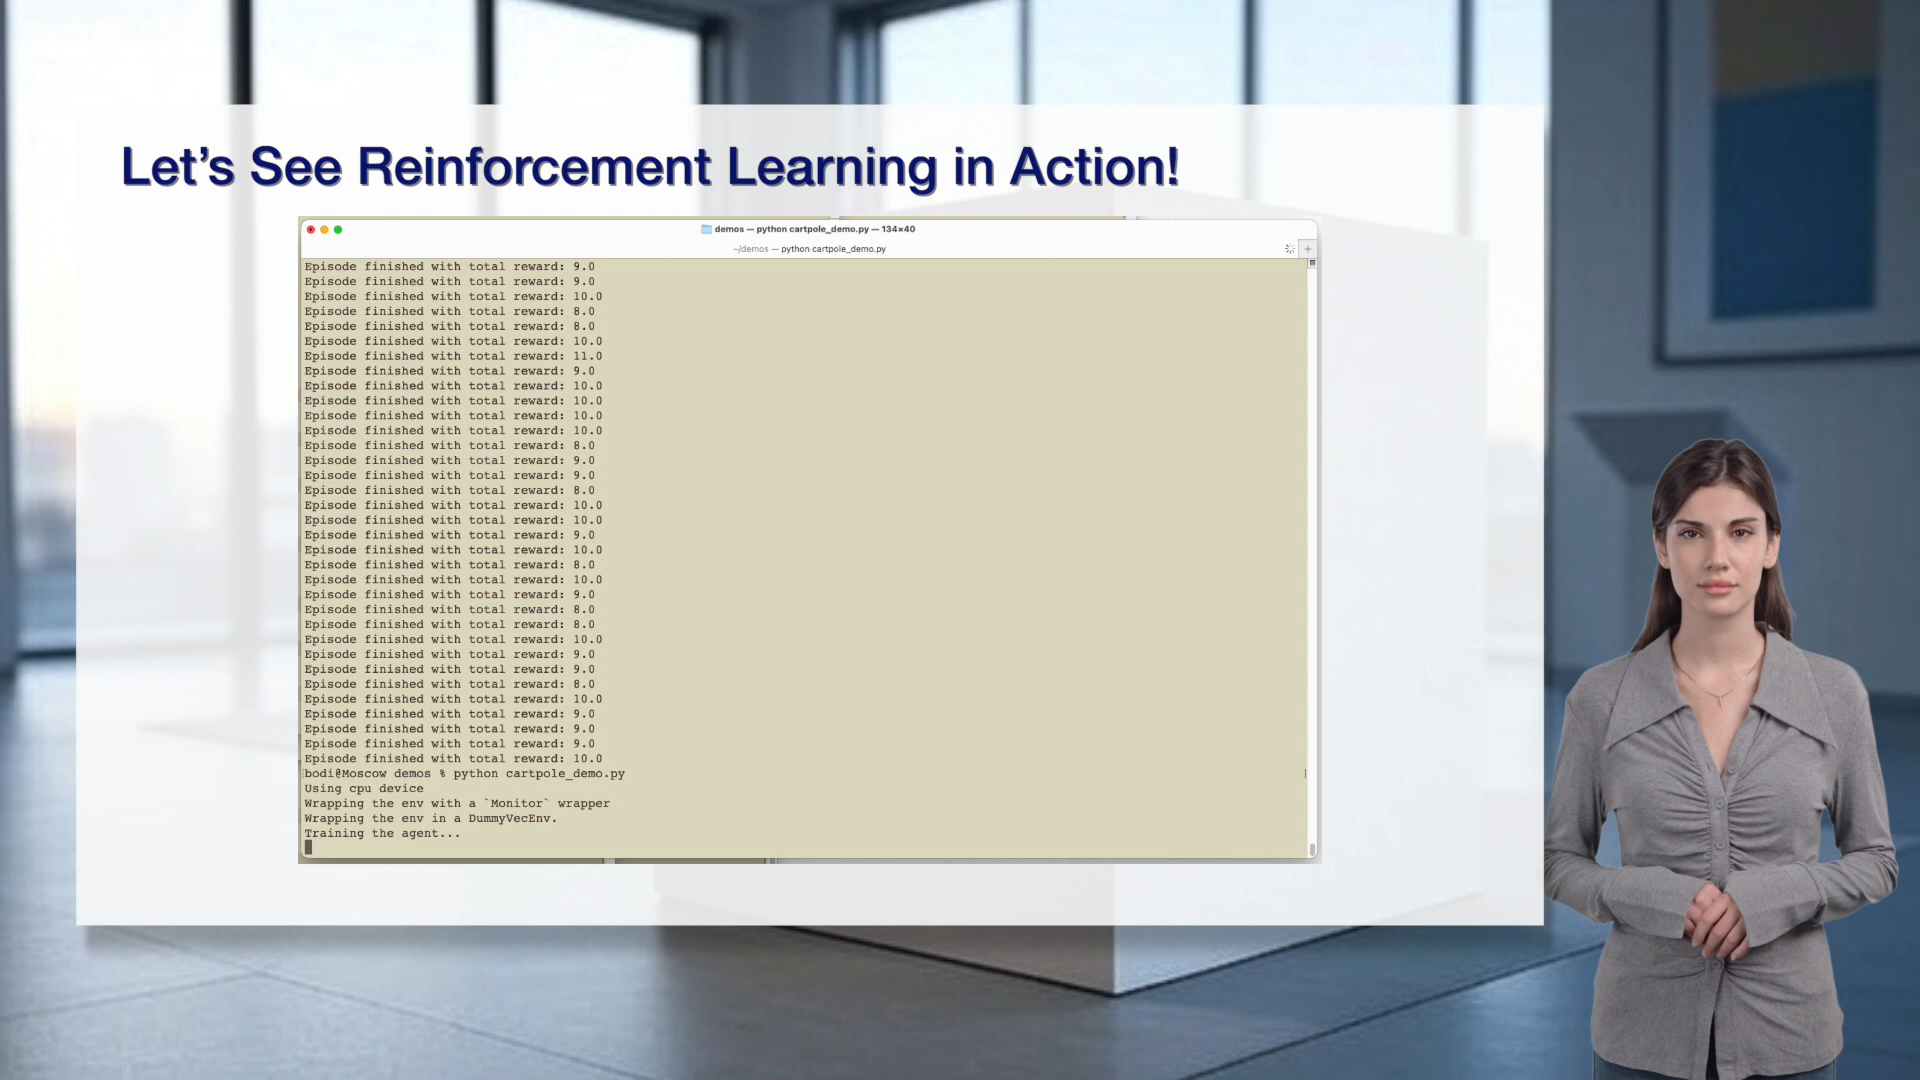 Let's See Reinforcement Learning in Action!
demos — python cartpole_demo.py — 134×40
~/demos — python cartpole_demo.py
Episode finished with total reward: 9.0
Episode finished with total reward: 9.0
Episode finished with total reward: 10.0
Episode finished with total reward: 8.0
Episode finished with total reward: 8.0
Episode finished with total reward: 10.0
Episode finished with total reward: 11.0
Episode finished with total reward: 9.0
Episode finished with total reward: 10.0
Episode finished with total reward: 10.0
Episode finished with total reward: 10.0
Episode finished with total reward: 10.0
Episode finished with total reward: 8.0
Episode finished with total reward: 9.0
Episode finished with total reward: 9.0
Episode finished with total reward: 8.0
Episode finished with total reward: 10.0
Episode finished with total reward: 10.0
Episode finished with total reward: 9.0
Episode finished with total reward: 10.0
Episode finished with total reward: 8.0
Episode finished with total reward: 10.0
Episode finished with total reward: 9.0
Episode finished with total reward: 8.0
Episode finished with total reward: 8.0
Episode finished with total reward: 10.0
Episode finished with total reward: 9.0
Episode finished with total reward: 9.0
Episode finished with total reward: 8.0
Episode finished with total reward: 10.0
Episode finished with total reward: 9.0
Episode finished with total reward: 9.0
Episode finished with total reward: 9.0
Episode finished with total reward: 10.0
bodi@Moscow demos % python cartpole_demo.py
Using cpu device
Wrapping the env with a `Monitor` wrapper
Wrapping the env in a DummyVecEnv.
Training the agent...